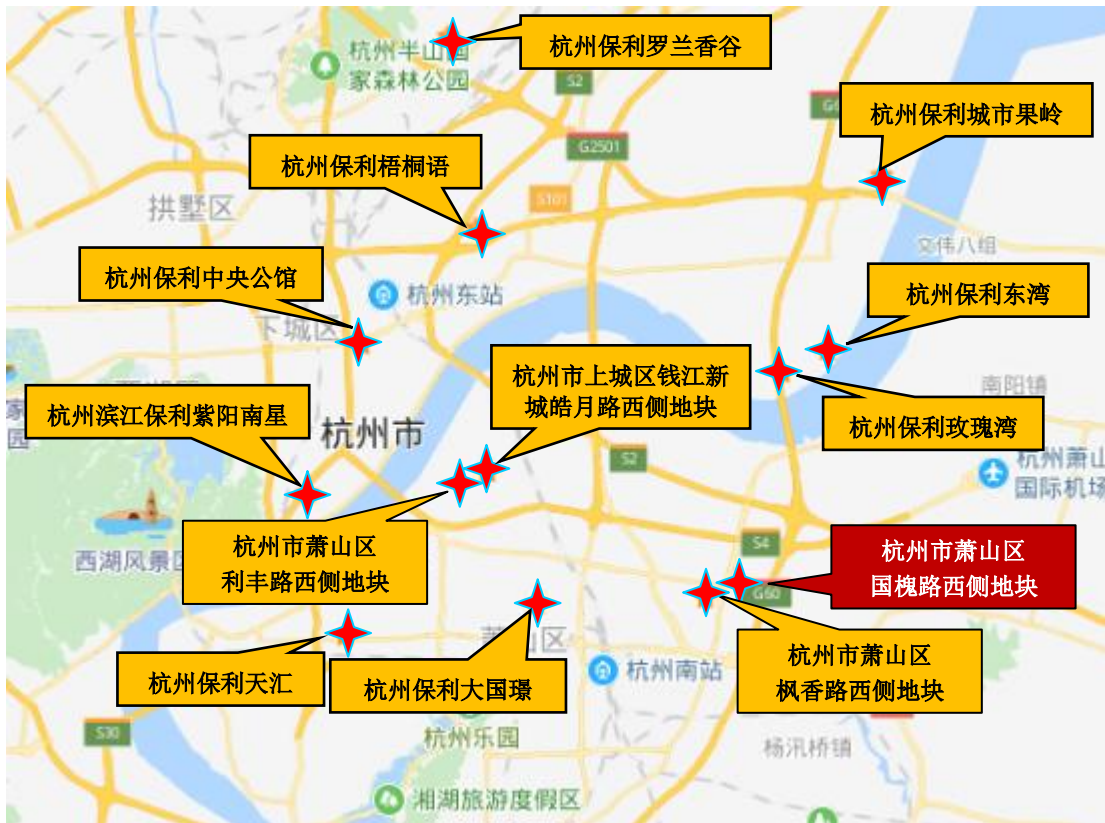 杭州保利罗兰香谷
杭州半山国
家森林公园
S2
杭州保利城市果岭
G2501
杭州保利梧桐语
S101
拱墅区
文伟八组
杭州保利中央公馆
杭州东站
杭州保利东湾
下城区
杭州市上城区钱江新
城皓月路西侧地块
南阳镇
杭州滨江保利紫阳南星
杭州市
杭州保利玫瑰湾
S2
杭州萧山
国际机场
杭州市萧山区
利丰路西侧地块
西湖风景区
S4
杭州市萧山区
国槐路西侧地块
G60
萧山区
杭州保利天汇
杭州保利大国璟
杭州南站
杭州市萧山区
枫香路西侧地块
S30
杭州乐园
杨汛桥镇
湘湖旅游度假区